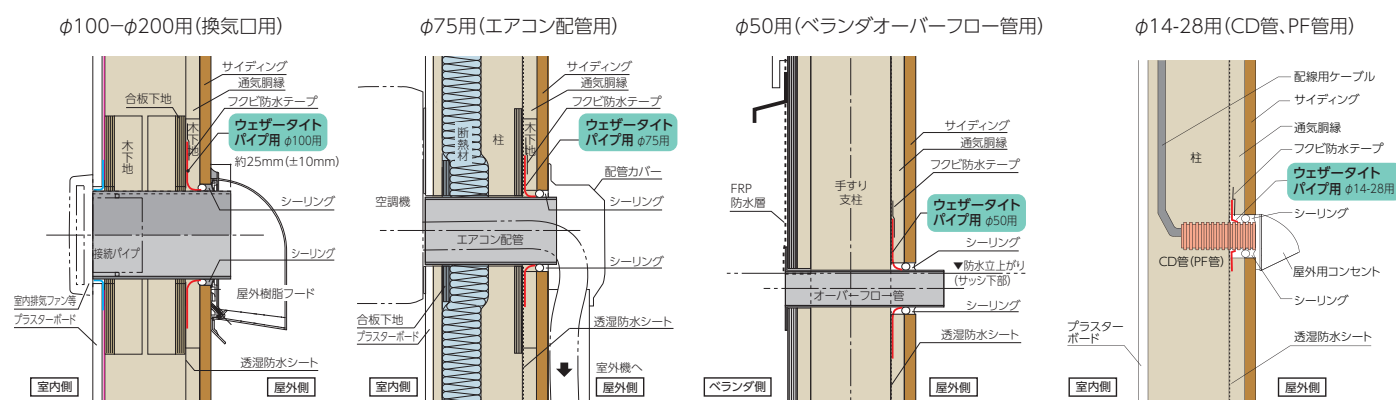 φ100−φ200用(換気口用)
サイディング
通気胴縁
合板下地
フクビ防水テープ
ウェザータイト
パイプ用 φ100用
木下地
木下地
約25mm(±10mm)
シーリング
接続パイプ
シーリング
室内排気ファン等
屋外樹脂フード
プラスターボード
透湿防水シート
室内側
屋外側
φ75用(エアコン配管用)
サイディング
通気胴縁
フクビ防水テープ
ウェザータイト
パイプ用 φ75用
断熱材
柱
木下地
配管カバー
空調機
シーリング
エアコン配管
シーリング
合板下地
プラスターボード
透湿防水シート
室外機へ
室内側
屋外側
φ50用(ベランダオーバーフロー管用)
サイディング
通気胴縁
フクビ防水テープ
FRP
防水層
手すり
支柱
ウェザータイト
パイプ用 φ50用
シーリング
▼防水立上がり
(サッシ下部)
オーバーフロー管
シーリング
透湿防水シート
ベランダ側
屋外側
φ14-28用(CD管、PF管用)
配線用ケーブル
サイディング
通気胴縁
柱
フクビ防水テープ
ウェザータイト
パイプ用 φ14-28用
シーリング
CD管(PF管)
屋外用コンセント
シーリング
プラスター
ボード
透湿防水シート
室内側
屋外側